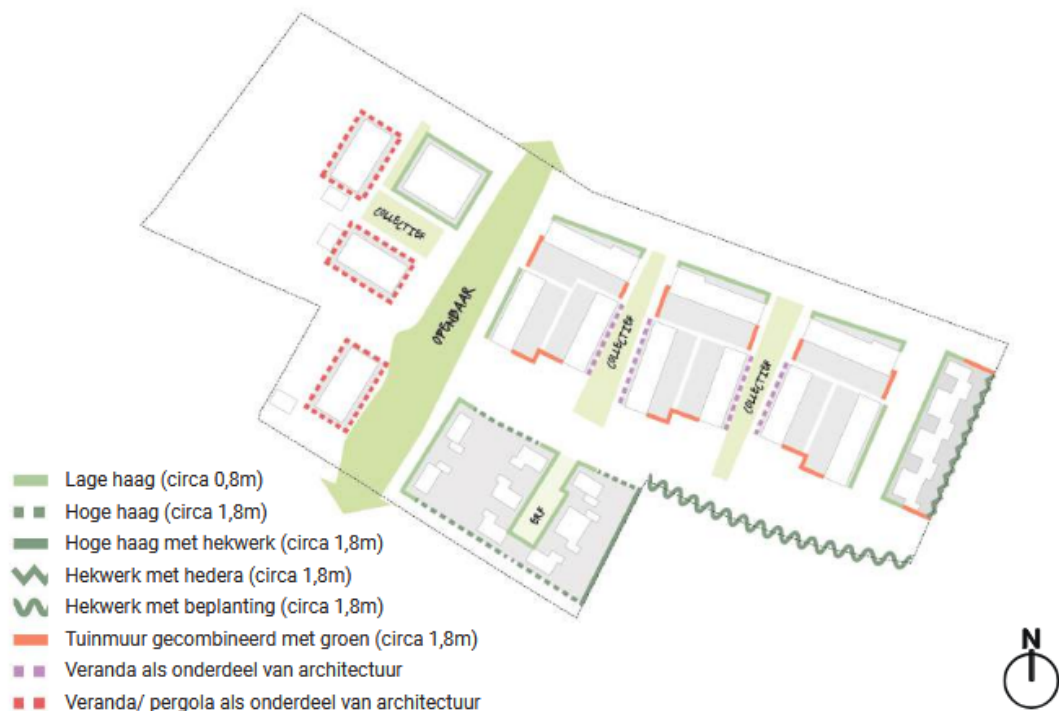 COLLECTIEF
OPENBAAR
COLLECTIEF
COLLECTIEF
ERF
Lage haag (circa 0,8m)
Hoge haag (circa 1,8m)
Hoge haag met hekwerk (circa 1,8m)
Hekwerk met hedera (circa 1,8m)
Hekwerk met beplanting (circa 1,8m)
Tuinmuur gecombineerd met groen (circa 1,8m)
Veranda als onderdeel van architectuur
Veranda/ pergola als onderdeel van architectuur
N